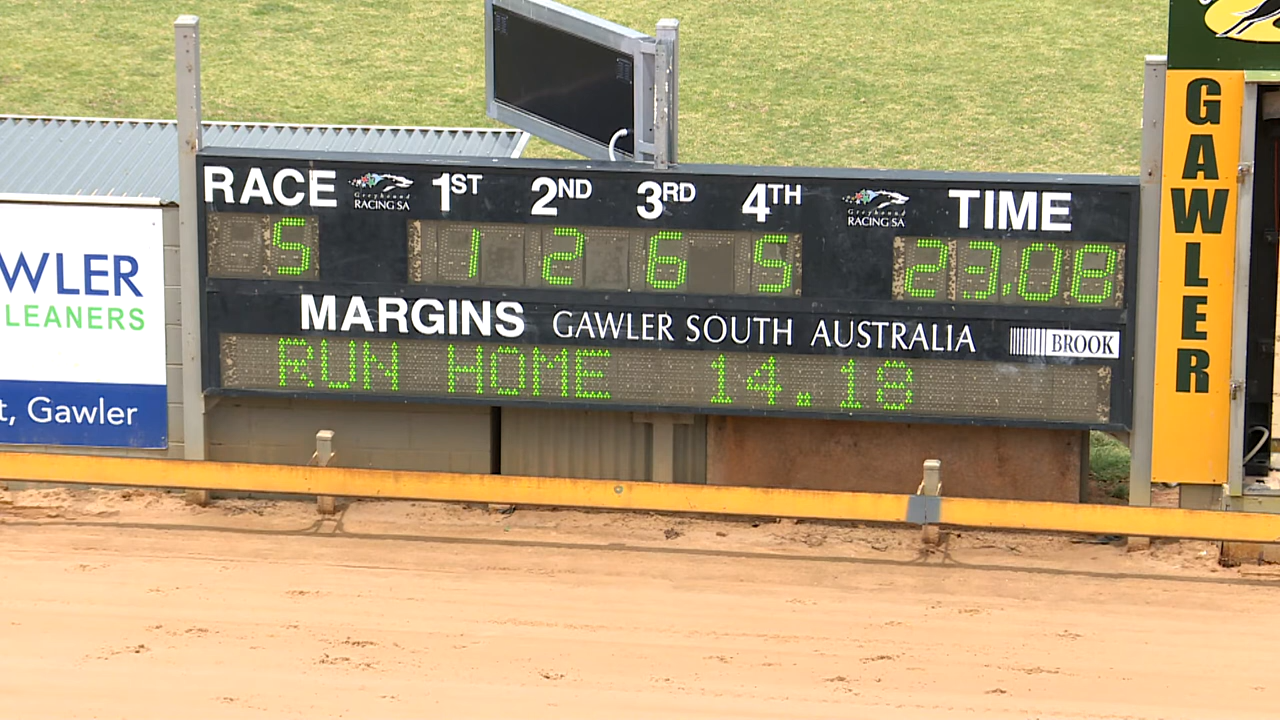 RACE 1ST 2ND 3RD 4TH TIME
Greyhound RACING SA
Greyhound RACING SA
5 1 2 6 5 23.08
MARGINS GAWLER SOUTH AUSTRALIA BROOK
RUN HOME 14.18
WLER
LEANERS
t, Gawler
GAWLER